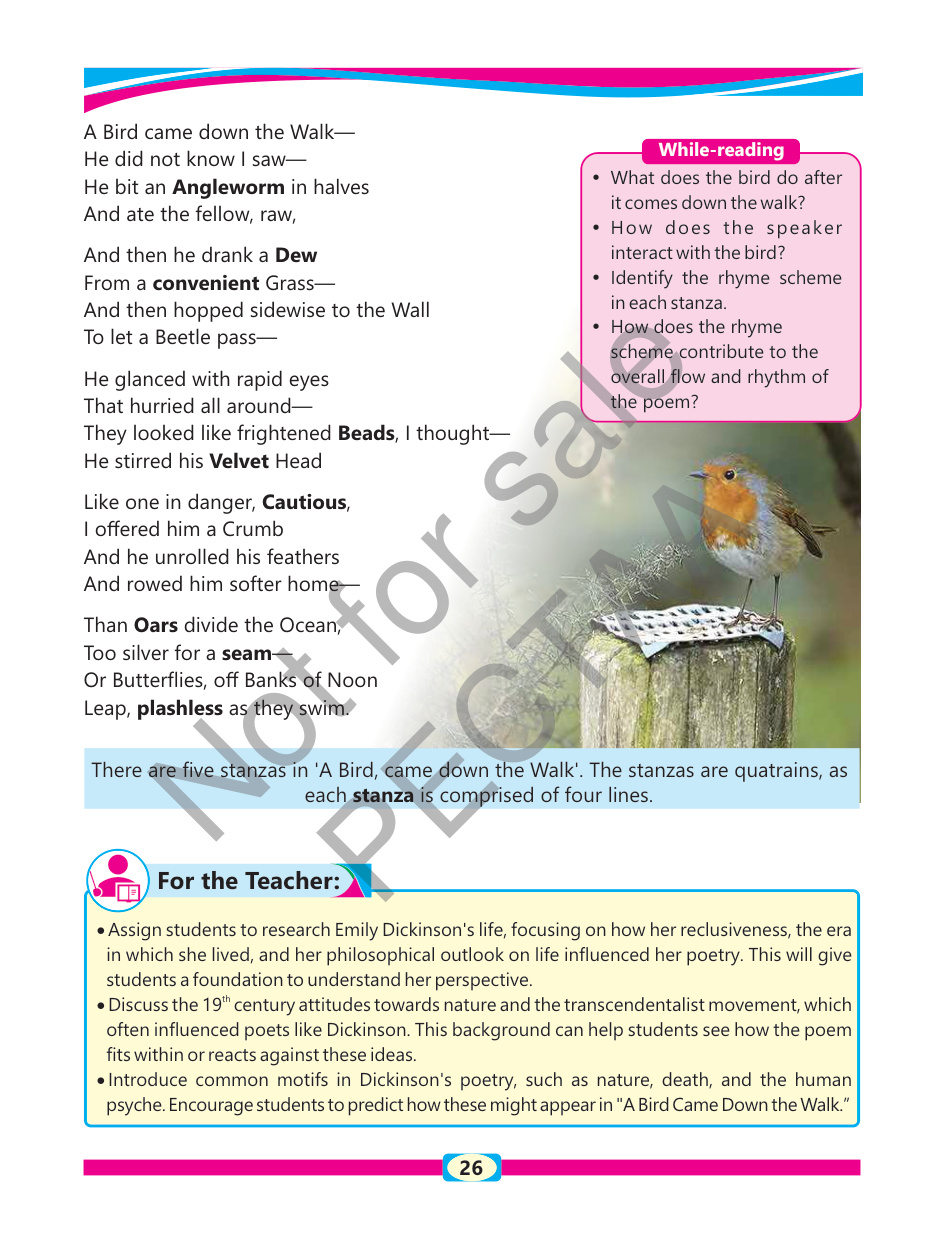 A Bird came down the Walk—
He did not know I saw—
He bit an Angleworm in halves
And ate the fellow, raw,
And then he drank a Dew
From a convenient Grass—
And then hopped sidewise to the Wall
To let a Beetle pass—
He glanced with rapid eyes
That hurried all around—
They looked like frightened Beads, I thought—
He stirred his Velvet Head
Like one in danger, Cautious,
I offered him a Crumb
And he unrolled his feathers
And rowed him softer home—
Than Oars divide the Ocean,
Too silver for a seam—
Or Butterflies, off Banks of Noon
Leap, plashless as they swim.
While-reading
• What does the bird do after
it comes down the walk?
• How does the speaker
interact with the bird?
• Identify the rhyme scheme
in each stanza.
• How does the rhyme
scheme contribute to the
overall flow and rhythm of
the poem?
Not for sale
PECTAA
There are five stanzas in 'A Bird, came down the Walk'. The stanzas are quatrains, as
each stanza is comprised of four lines.
For the Teacher:
• Assign students to research Emily Dickinson's life, focusing on how her reclusiveness, the era
in which she lived, and her philosophical outlook on life influenced her poetry. This will give
students a foundation to understand her perspective.
• Discuss the 19th century attitudes towards nature and the transcendentalist movement, which
often influenced poets like Dickinson. This background can help students see how the poem
fits within or reacts against these ideas.
• Introduce common motifs in Dickinson's poetry, such as nature, death, and the human
psyche. Encourage students to predict how these might appear in "A Bird Came Down the Walk.”
26